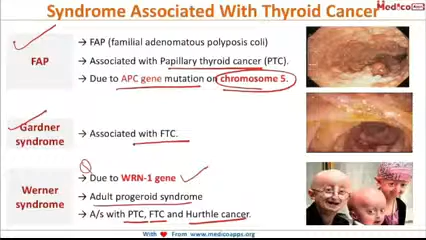 Syndrome Associated With Thyroid Cancer
Medico Apps
FAP
→ FAP (familial adenomatous polyposis coli)
→ Associated with Papillary thyroid cancer (PTC).
→ Due to APC gene mutation on chromosome 5.
Gardner
syndrome
→ Associated with FTC.
Werner
syndrome
→ Due to WRN-1 gene
→ Adult progeroid syndrome
→ A/s with PTC, FTC and Hurthle cancer.
With ❤ From www.medicoapps.org